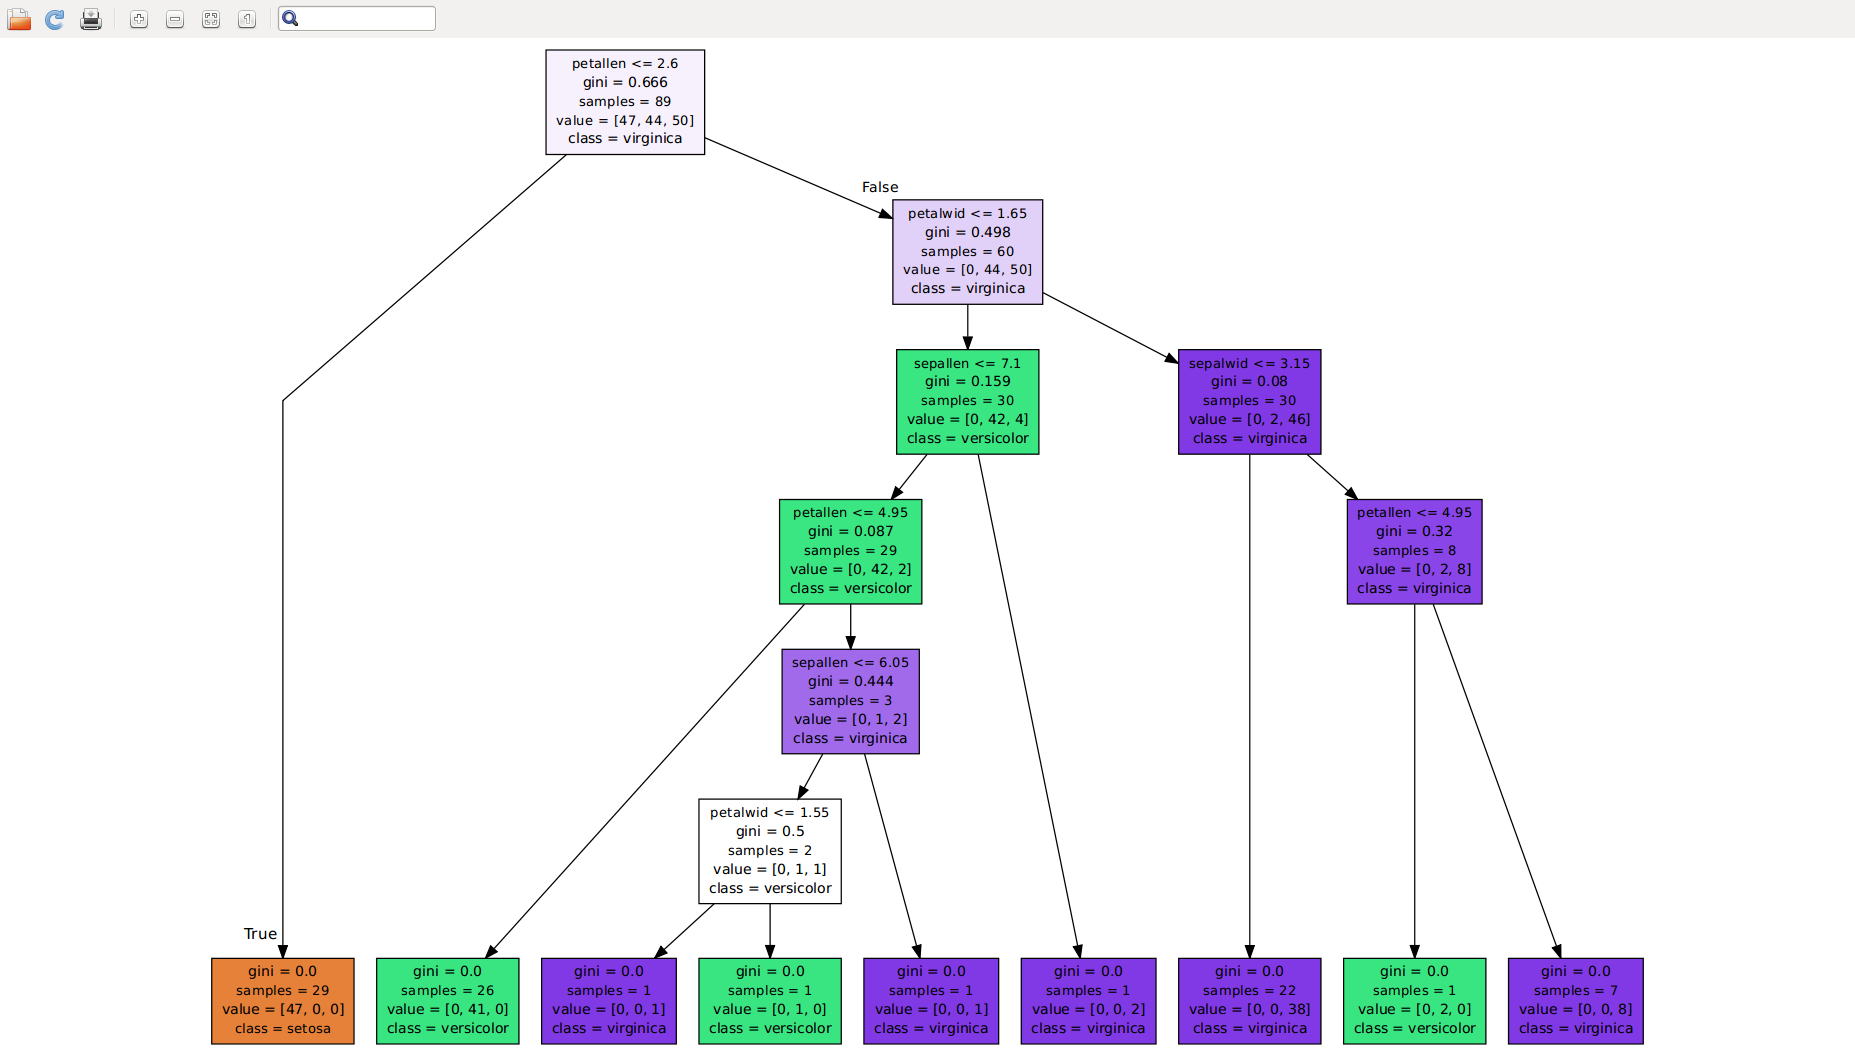 petallen <= 2.6
gini = 0.666
samples = 89
value = [47, 44, 50]
class = virginica
False
petalwid <= 1.65
gini = 0.498
samples = 60
value = [0, 44, 50]
class = virginica
sepallen <= 7.1
gini = 0.159
samples = 30
value = [0, 42, 4]
class = versicolor
sepalwid <= 3.15
gini = 0.08
samples = 30
value = [0, 2, 46]
class = virginica
petallen <= 4.95
gini = 0.087
samples = 29
value = [0, 42, 2]
class = versicolor
petallen <= 4.95
gini = 0.32
samples = 8
value = [0, 2, 8]
class = virginica
sepallen <= 6.05
gini = 0.444
samples = 3
value = [0, 1, 2]
class = virginica
petalwid <= 1.55
gini = 0.5
samples = 2
value = [0, 1, 1]
class = versicolor
True
gini = 0.0
samples = 29
value = [47, 0, 0]
class = setosa
gini = 0.0
samples = 26
value = [0, 41, 0]
class = versicolor
gini = 0.0
samples = 1
value = [0, 0, 1]
class = virginica
gini = 0.0
samples = 1
value = [0, 1, 0]
class = versicolor
gini = 0.0
samples = 1
value = [0, 0, 1]
class = virginica
gini = 0.0
samples = 1
value = [0, 0, 2]
class = virginica
gini = 0.0
samples = 22
value = [0, 0, 38]
class = virginica
gini = 0.0
samples = 1
value = [0, 2, 0]
class = versicolor
gini = 0.0
samples = 7
value = [0, 0, 8]
class = virginica